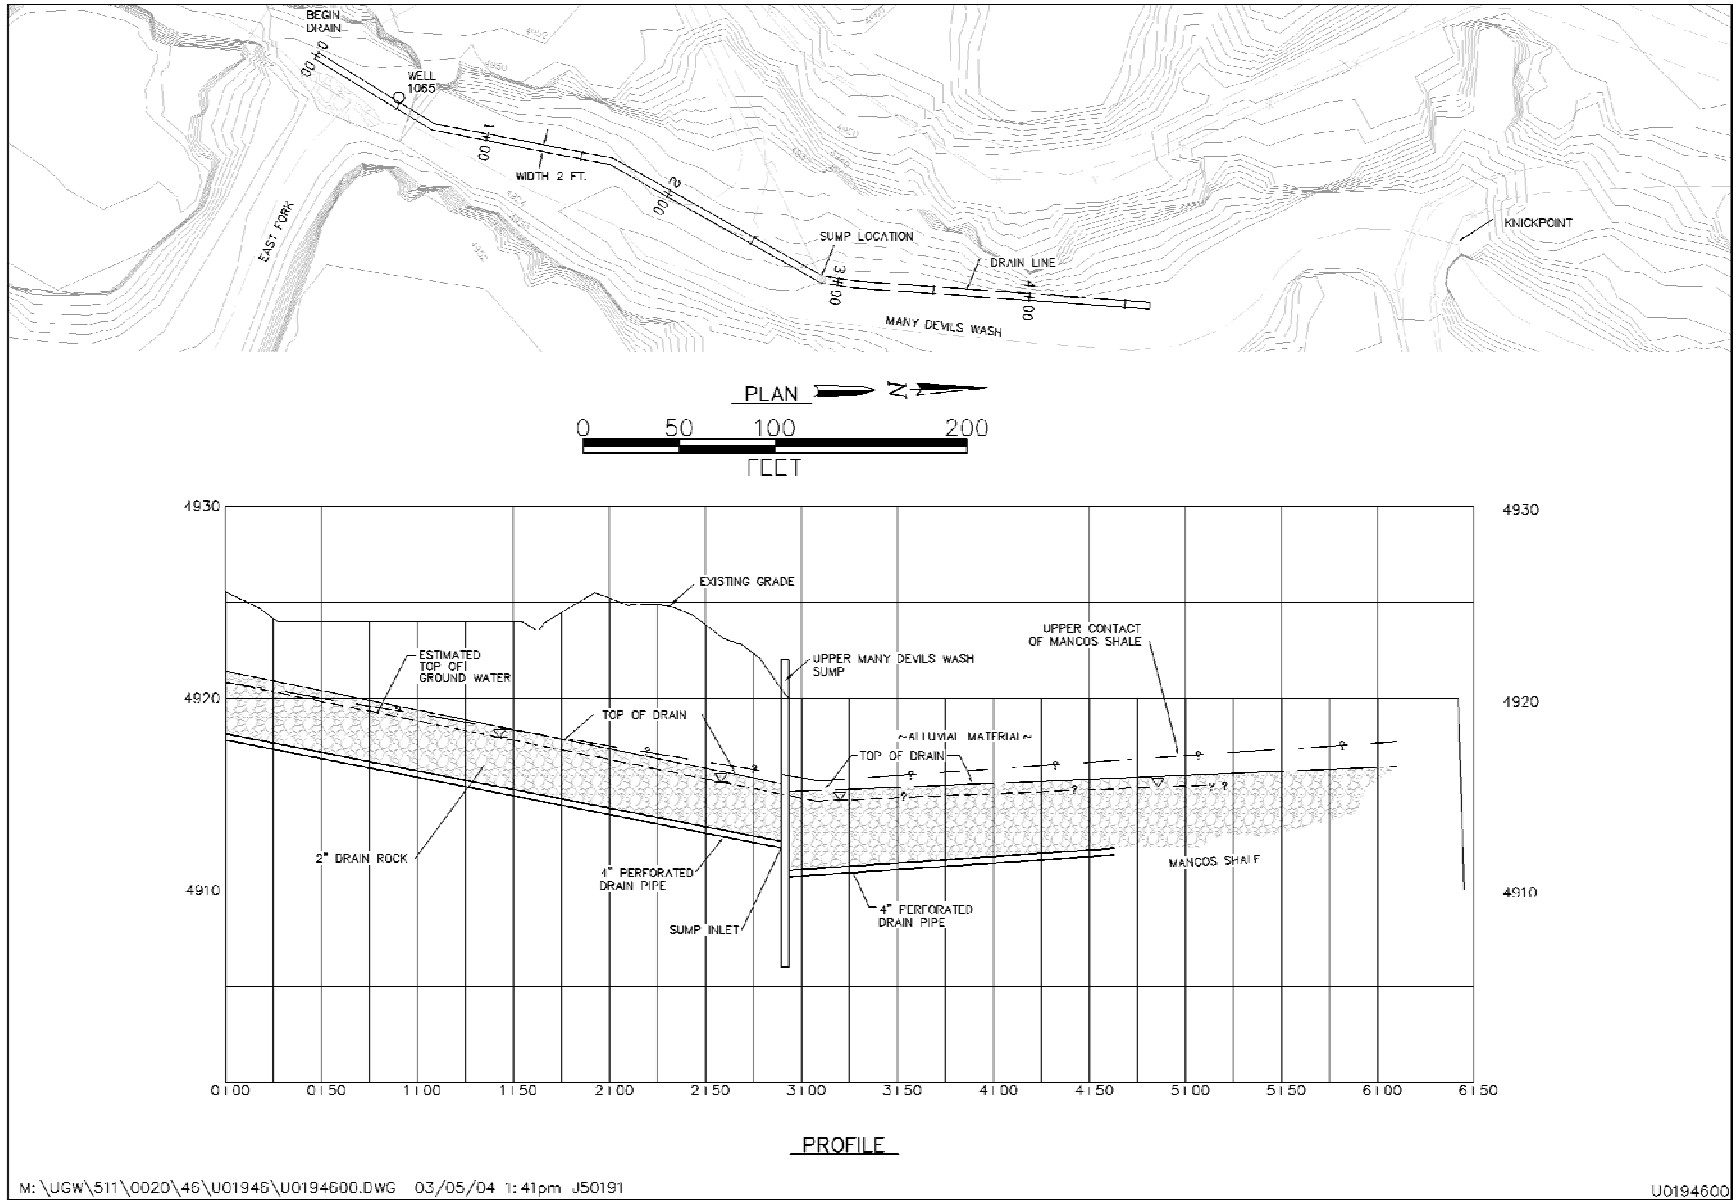 BEGIN
DRAIN
0
00
WELL
1055
4950
1
00
WIDTH 2 FT.
2
00
EAST FORK
SUMP LOCATION
3
00
DRAIN LINE
4
00
MANY DEVILS WASH
KNICKPOINT
PLAN
N
0 50 100 200
FEET
4930
4930
EXISTING GRADE
ESTIMATED
TOP OF
GROUND WATER
UPPER MANY DEVILS WASH
SUMP
UPPER CONTACT
OF MANCOS SHALE
4920
4920
TOP OF DRAIN
~ALLUVIAL MATERIAL~
TOP OF DRAIN
2" DRAIN ROCK
4" PERFORATED
DRAIN PIPE
MANCOS SHALE
4910
4910
SUMP INLET
4" PERFORATED
DRAIN PIPE
0+00 0+50 1+00 1+50 2+00 2+50 3+00 3+50 4+00 4+50 5+00 5+50 6+00 6+50
PROFILE
M:\UGW\511\0020\46\U01946\U0194600.DWG 03/05/04 1:41pm J50191
U0194600